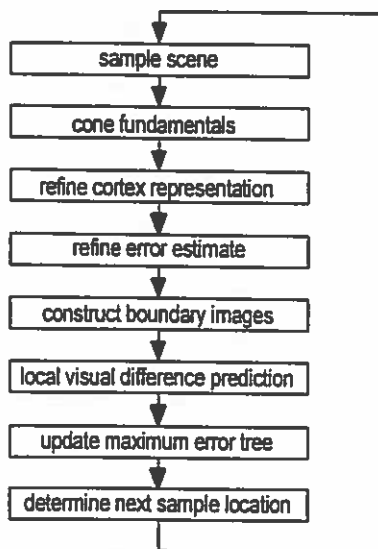 sample scene
cone fundamentals
refine cortex representation
refine error estimate
construct boundary images
local visual difference prediction
update maximum error tree
determine next sample location